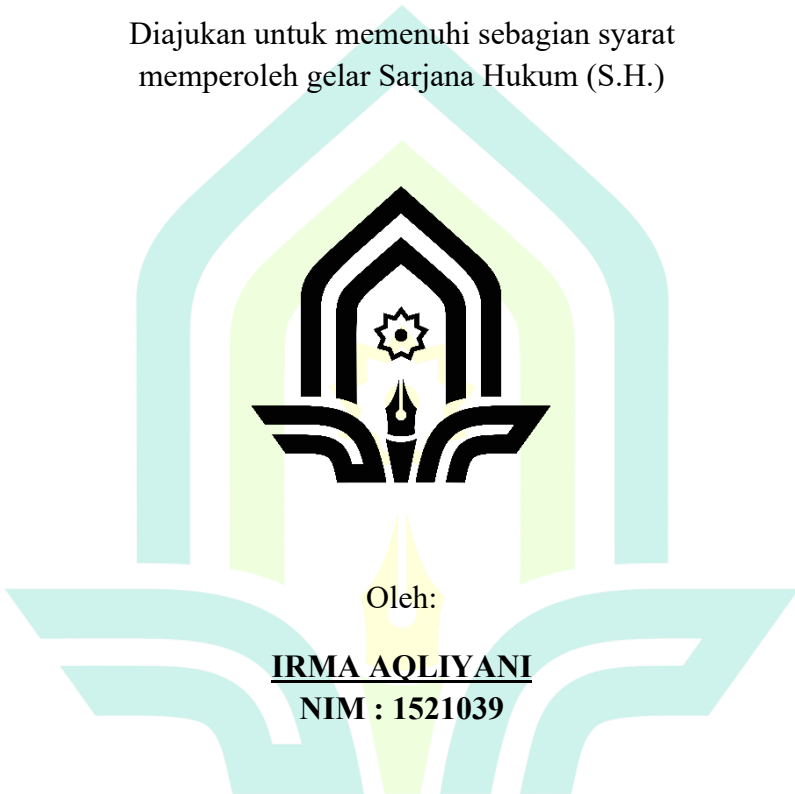 Diajukan untuk memenuhi sebagian syarat
memperoleh gelar Sarjana Hukum (S.H.)
Oleh:
IRMA AQLIYANI
NIM : 1521039